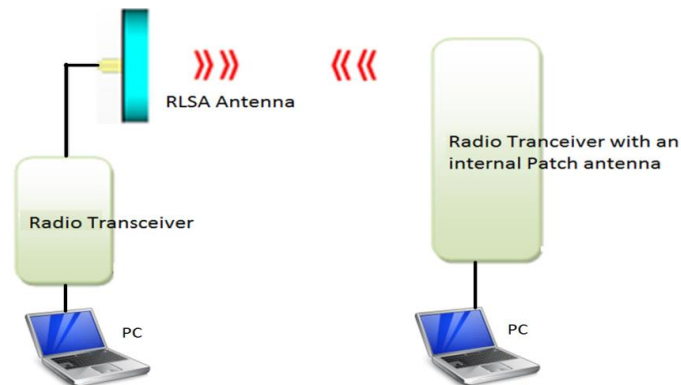 RLSA Antenna
Radio Transceiver
PC
Radio Tranceiver with an
internal Patch antenna
PC